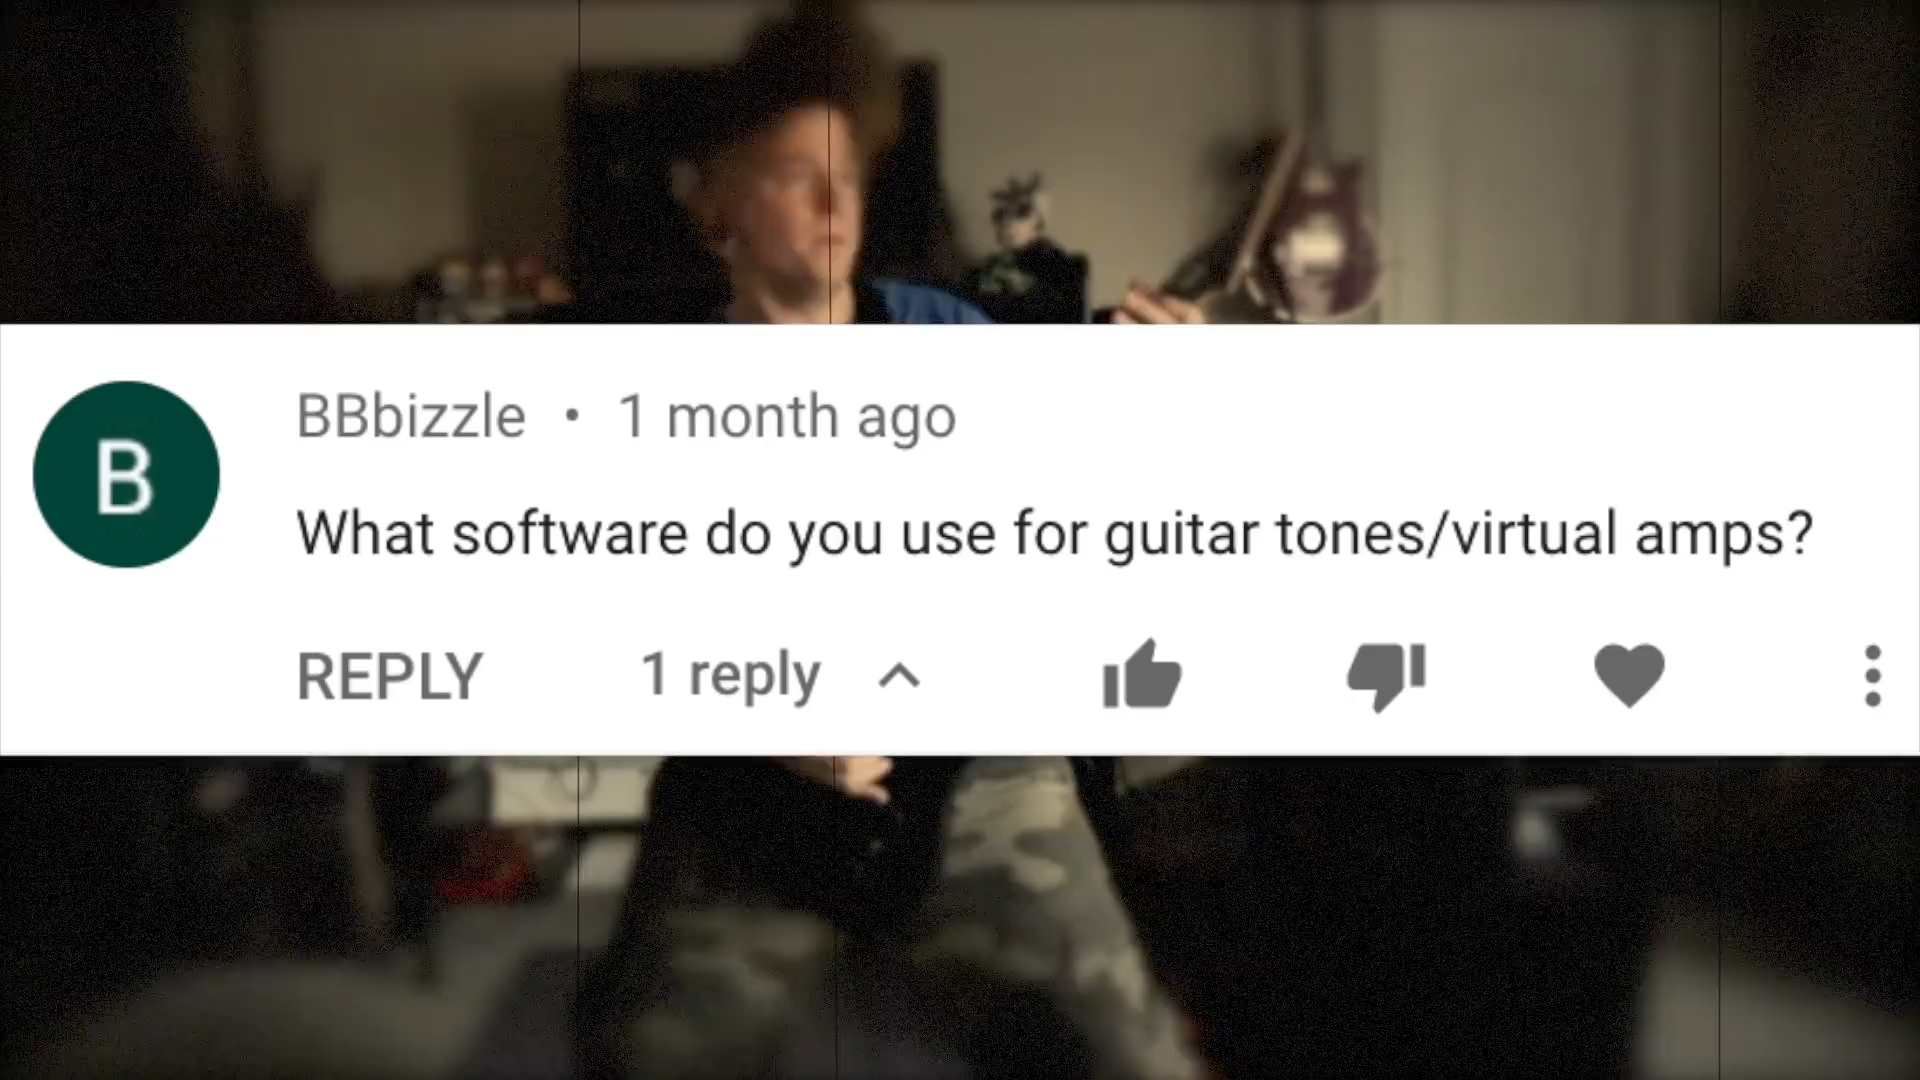 B
BBbizzle • 1 month ago
What software do you use for guitar tones/virtual amps?
REPLY 1 reply